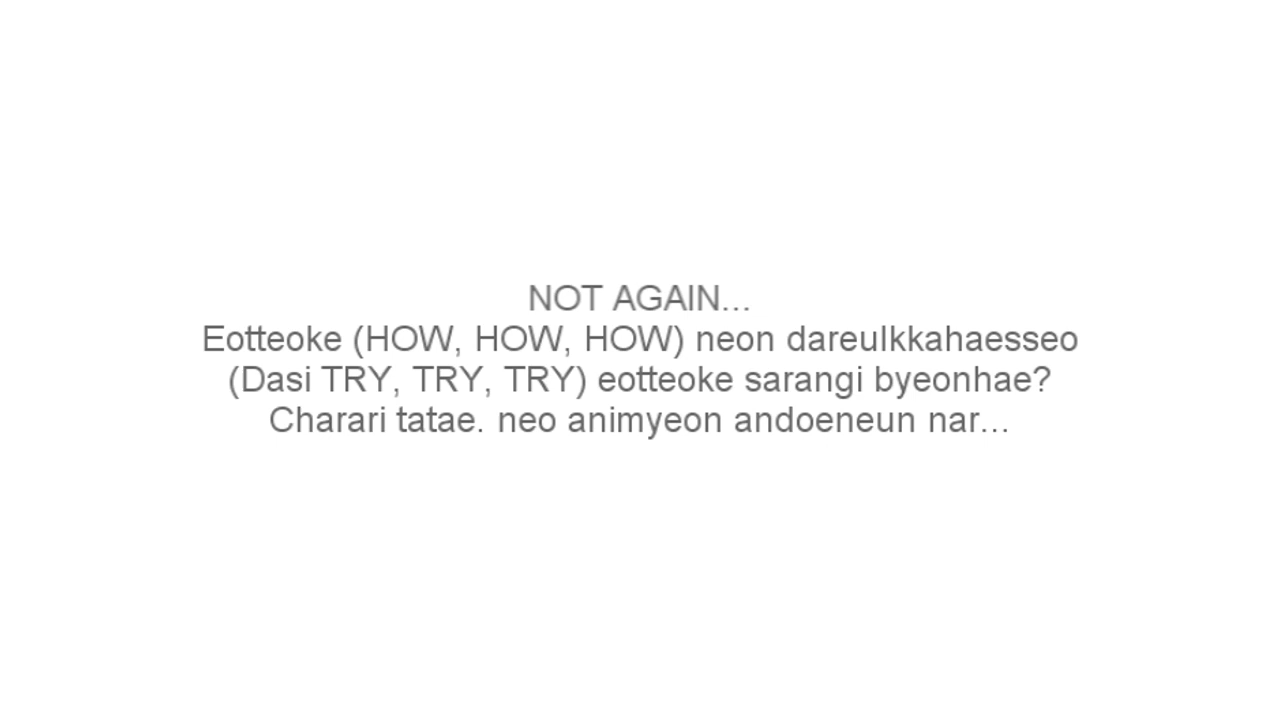 NOT AGAIN...
Eotteoke (HOW, HOW, HOW) neon dareulkkahaesseo
(Dasi TRY, TRY, TRY) eotteoke sarangi byeonhae?
Charari tatae. neo animyeon andoeneun nar...